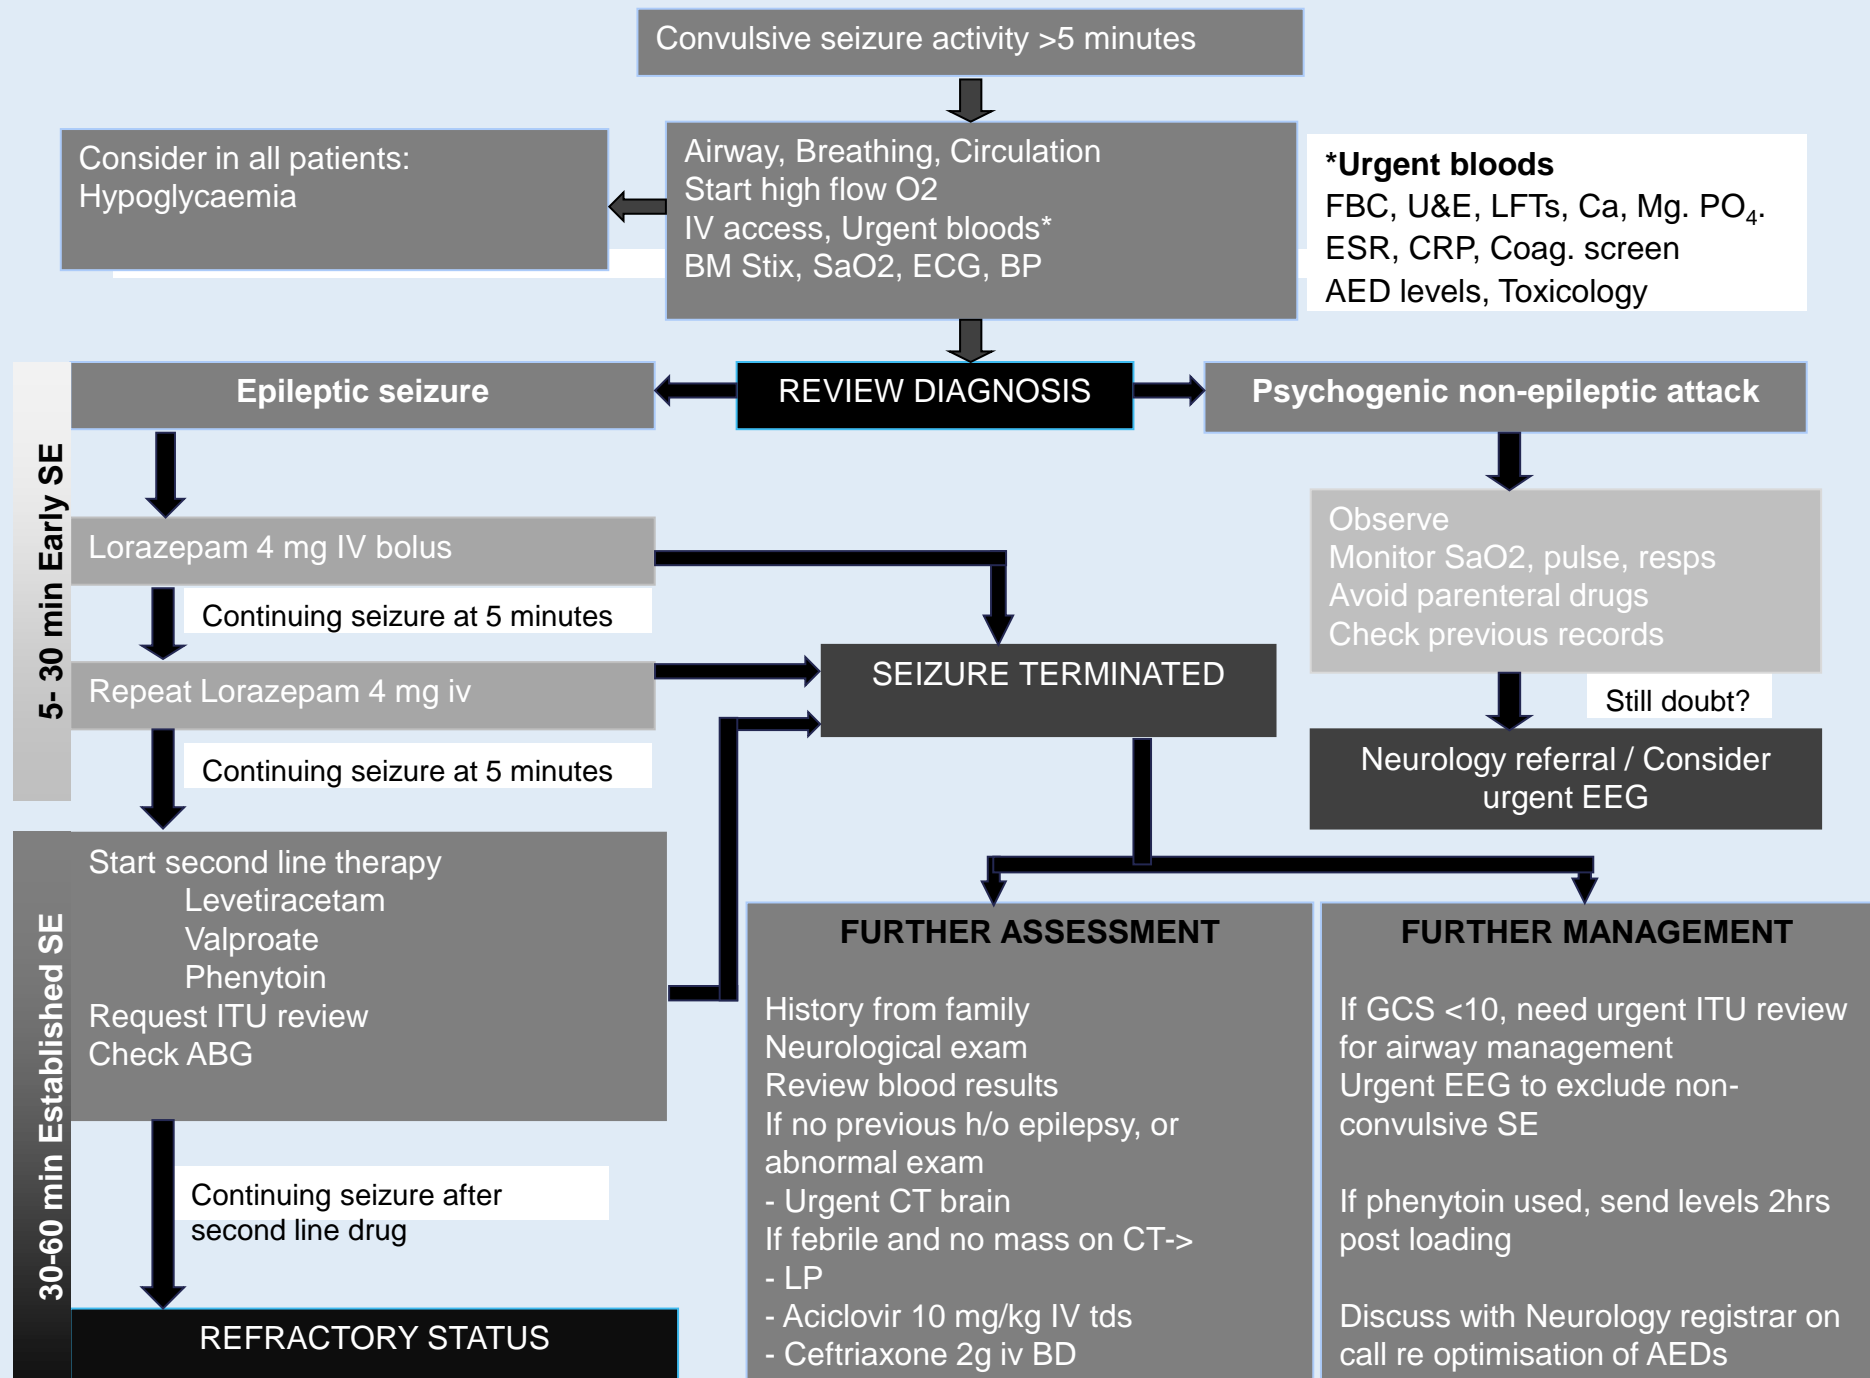 Convulsive seizure activity >5 minutes
Consider in all patients:
Hypoglycaemia
Airway, Breathing, Circulation
Start high flow O2
IV access, Urgent bloods*
BM Stix, SaO2, ECG, BP
*Urgent bloods
FBC, U&E, LFTs, Ca, Mg. PO₄.
ESR, CRP, Coag. screen
AED levels, Toxicology
Epileptic seizure
REVIEW DIAGNOSIS
Psychogenic non-epileptic attack
5- 30 min Early SE
Lorazepam 4 mg IV bolus
Continuing seizure at 5 minutes
Repeat Lorazepam 4 mg iv
Continuing seizure at 5 minutes
SEIZURE TERMINATED
Observe
Monitor SaO2, pulse, resps
Avoid parenteral drugs
Check previous records
Still doubt?
Neurology referral / Consider
urgent EEG
30-60 min Established SE
Start second line therapy
Levetiracetam
Valproate
Phenytoin
Request ITU review
Check ABG
Continuing seizure after
second line drug
REFRACTORY STATUS
FURTHER ASSESSMENT
History from family
Neurological exam
Review blood results
If no previous h/o epilepsy, or
abnormal exam
- Urgent CT brain
If febrile and no mass on CT->
- LP
- Aciclovir 10 mg/kg IV tds
- Ceftriaxone 2g iv BD
FURTHER MANAGEMENT
If GCS <10, need urgent ITU review
for airway management
Urgent EEG to exclude non-
convulsive SE
If phenytoin used, send levels 2hrs
post loading
Discuss with Neurology registrar on
call re optimisation of AEDs